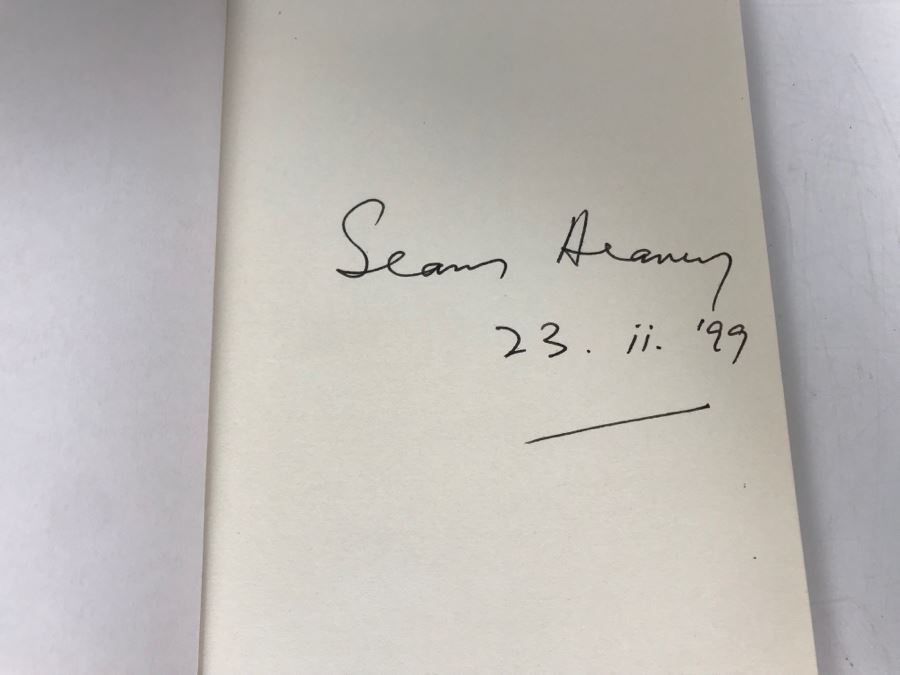 Seamus Heaney
23. ii. '99